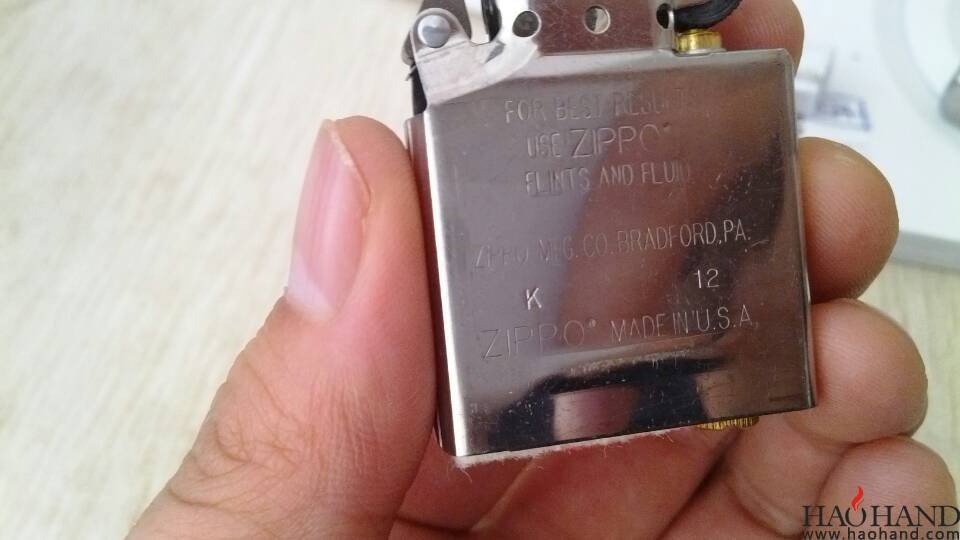 FOR BEST RESULTS
USE ZIPPO®
FLINTS AND FLUID
ZIPPO MFG. CO. BRADFORD, PA.
K 12
ZIPPO® MADE IN U.S.A.
HAOHAND
www.haohand.com